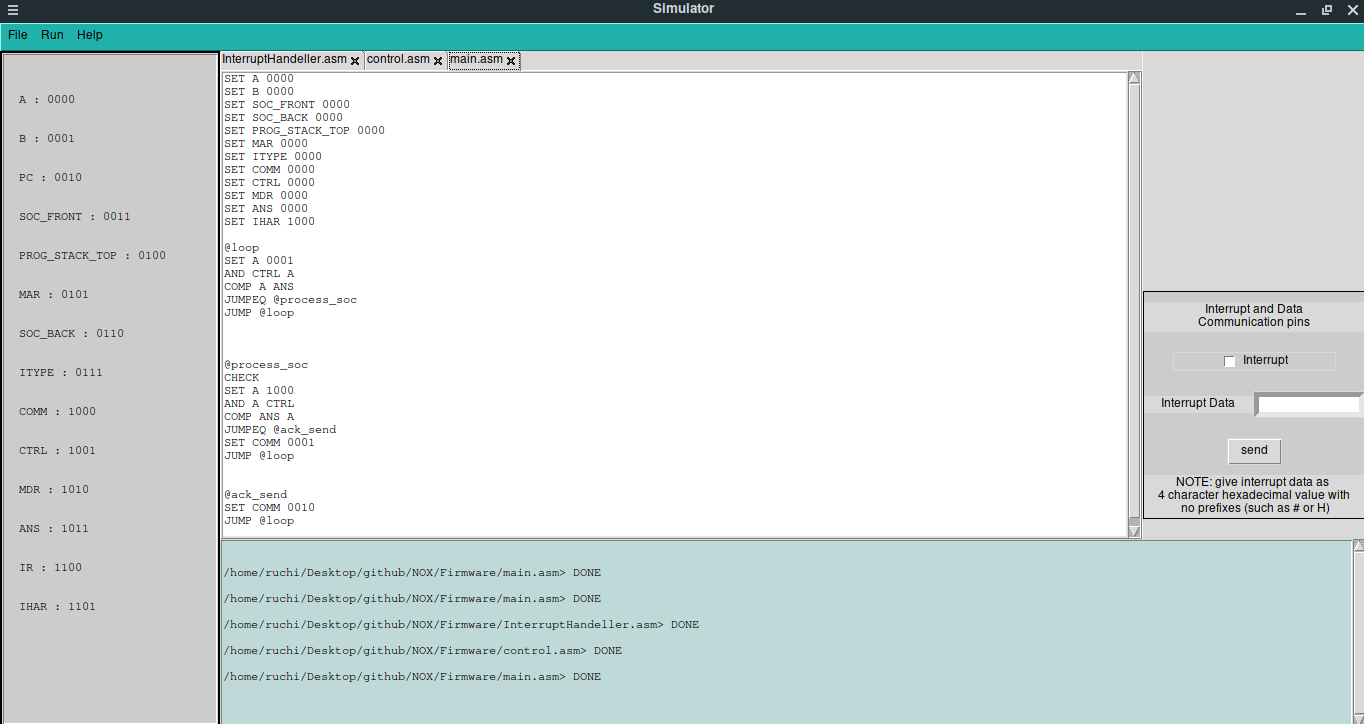 Simulator
File Run Help
A : 0000
B : 0001
PC : 0010
SOC_FRONT : 0011
PROG_STACK_TOP : 0100
MAR : 0101
SOC_BACK : 0110
ITYPE : 0111
COMM : 1000
CTRL : 1001
MDR : 1010
ANS : 1011
IR : 1100
IHAR : 1101
InterruptHandeller.asm control.asm main.asm
SET A 0000
SET B 0000
SET SOC_FRONT 0000
SET SOC_BACK 0000
SET PROG_STACK_TOP 0000
SET MAR 0000
SET ITYPE 0000
SET COMM 0000
SET CTRL 0000
SET MDR 0000
SET ANS 0000
SET IHAR 1000
@loop
SET A 0001
AND CTRL A
COMP A ANS
JUMPEQ @process_soc
JUMP @loop
@process_soc
CHECK
SET A 1000
AND A CTRL
COMP ANS A
JUMPEQ @ack_send
SET COMM 0001
JUMP @loop
@ack_send
SET COMM 0010
JUMP @loop
Interrupt and Data
Communication pins
Interrupt
Interrupt Data
send
NOTE: give interrupt data as
4 character hexadecimal value with
no prefixes (such as # or H)
/home/ruchi/Desktop/github/NOX/Firmware/main.asm> DONE
/home/ruchi/Desktop/github/NOX/Firmware/main.asm> DONE
/home/ruchi/Desktop/github/NOX/Firmware/InterruptHandeller.asm> DONE
/home/ruchi/Desktop/github/NOX/Firmware/control.asm> DONE
/home/ruchi/Desktop/github/NOX/Firmware/main.asm> DONE